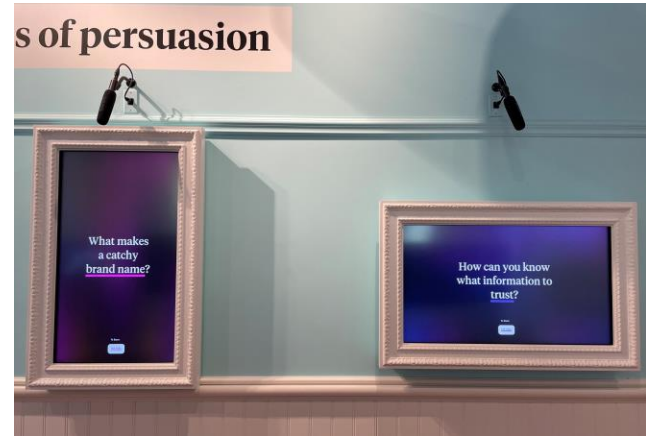 s of persuasion
What makes
a catchy
brand name?
How can you know
what information to
trust?